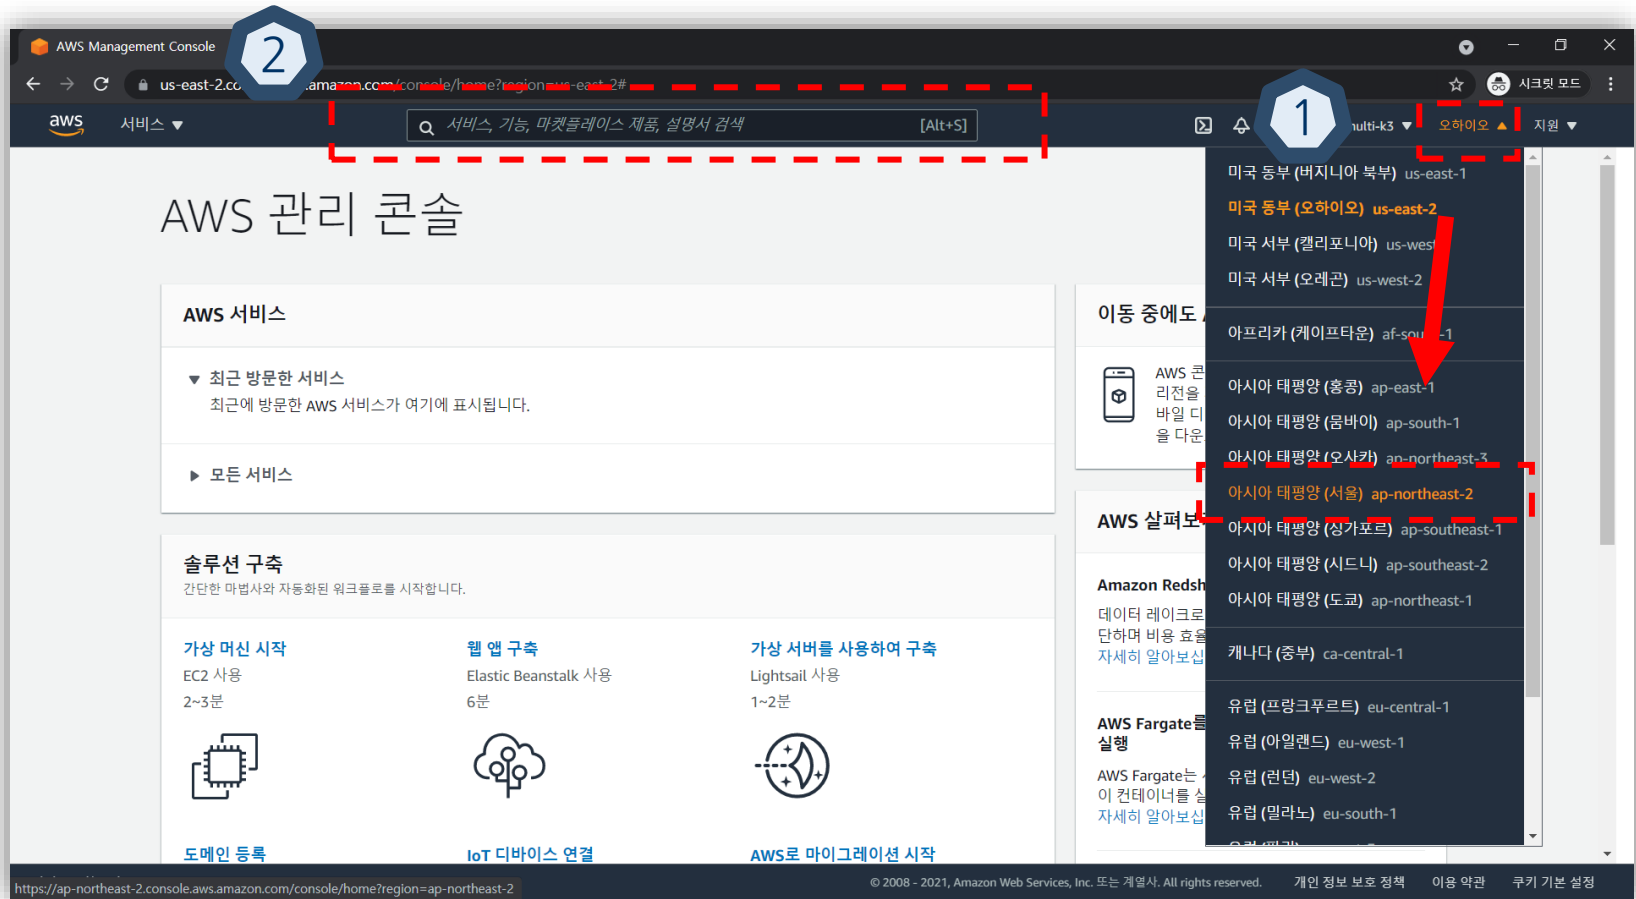 AWS Management Console
2
us-east-2.co amazon.com/console/home?region=us-east-2#
시크릿 모드
aws
서비스 ▼
서비스, 기능, 마켓플레이스 제품, 설명서 검색 [Alt+S]
1
multi-k3 ▼
오하이오 ▲
지원 ▼
AWS 관리 콘솔
미국 동부 (버지니아 북부) us-east-1
미국 동부 (오하이오) us-east-2
미국 서부 (캘리포니아) us-wes
미국 서부 (오레곤) us-west-2
아프리카 (케이프타운) af-south-1
아시아 태평양 (홍콩) ap-east-1
아시아 태평양 (뭄바이) ap-south-1
아시아 태평양 (오사카) ap-northeast-3
아시아 태평양 (서울) ap-northeast-2
아시아 태평양 (싱가포르) ap-southeast-1
아시아 태평양 (시드니) ap-southeast-2
아시아 태평양 (도쿄) ap-northeast-1
캐나다 (중부) ca-central-1
유럽 (프랑크푸르트) eu-central-1
유럽 (아일랜드) eu-west-1
유럽 (런던) eu-west-2
유럽 (밀라노) eu-south-1
AWS 서비스
▼ 최근 방문한 서비스
최근에 방문한 AWS 서비스가 여기에 표시됩니다.
▶ 모든 서비스
솔루션 구축
간단한 마법사와 자동화된 워크플로를 시작합니다.
가상 머신 시작
EC2 사용
2~3분
웹 앱 구축
Elastic Beanstalk 사용
6분
가상 서버를 사용하여 구축
Lightsail 사용
1~2분
도메인 등록
IoT 디바이스 연결
AWS로 마이그레이션 시작
이동 중에도
AWS 콘
리전을
바일 디
을 다운
AWS 살펴보
Amazon Redsh
데이터 레이크로
단하며 비용 효율
자세히 알아보십
AWS Fargate를
실행
AWS Fargate는
이 컨테이너를 실
자세히 알아보십
https://ap-northeast-2.console.aws.amazon.com/console/home?region=ap-northeast-2
© 2008 - 2021, Amazon Web Services, Inc. 또는 계열사. All rights reserved.
개인 정보 보호 정책
이용 약관
쿠키 기본 설정